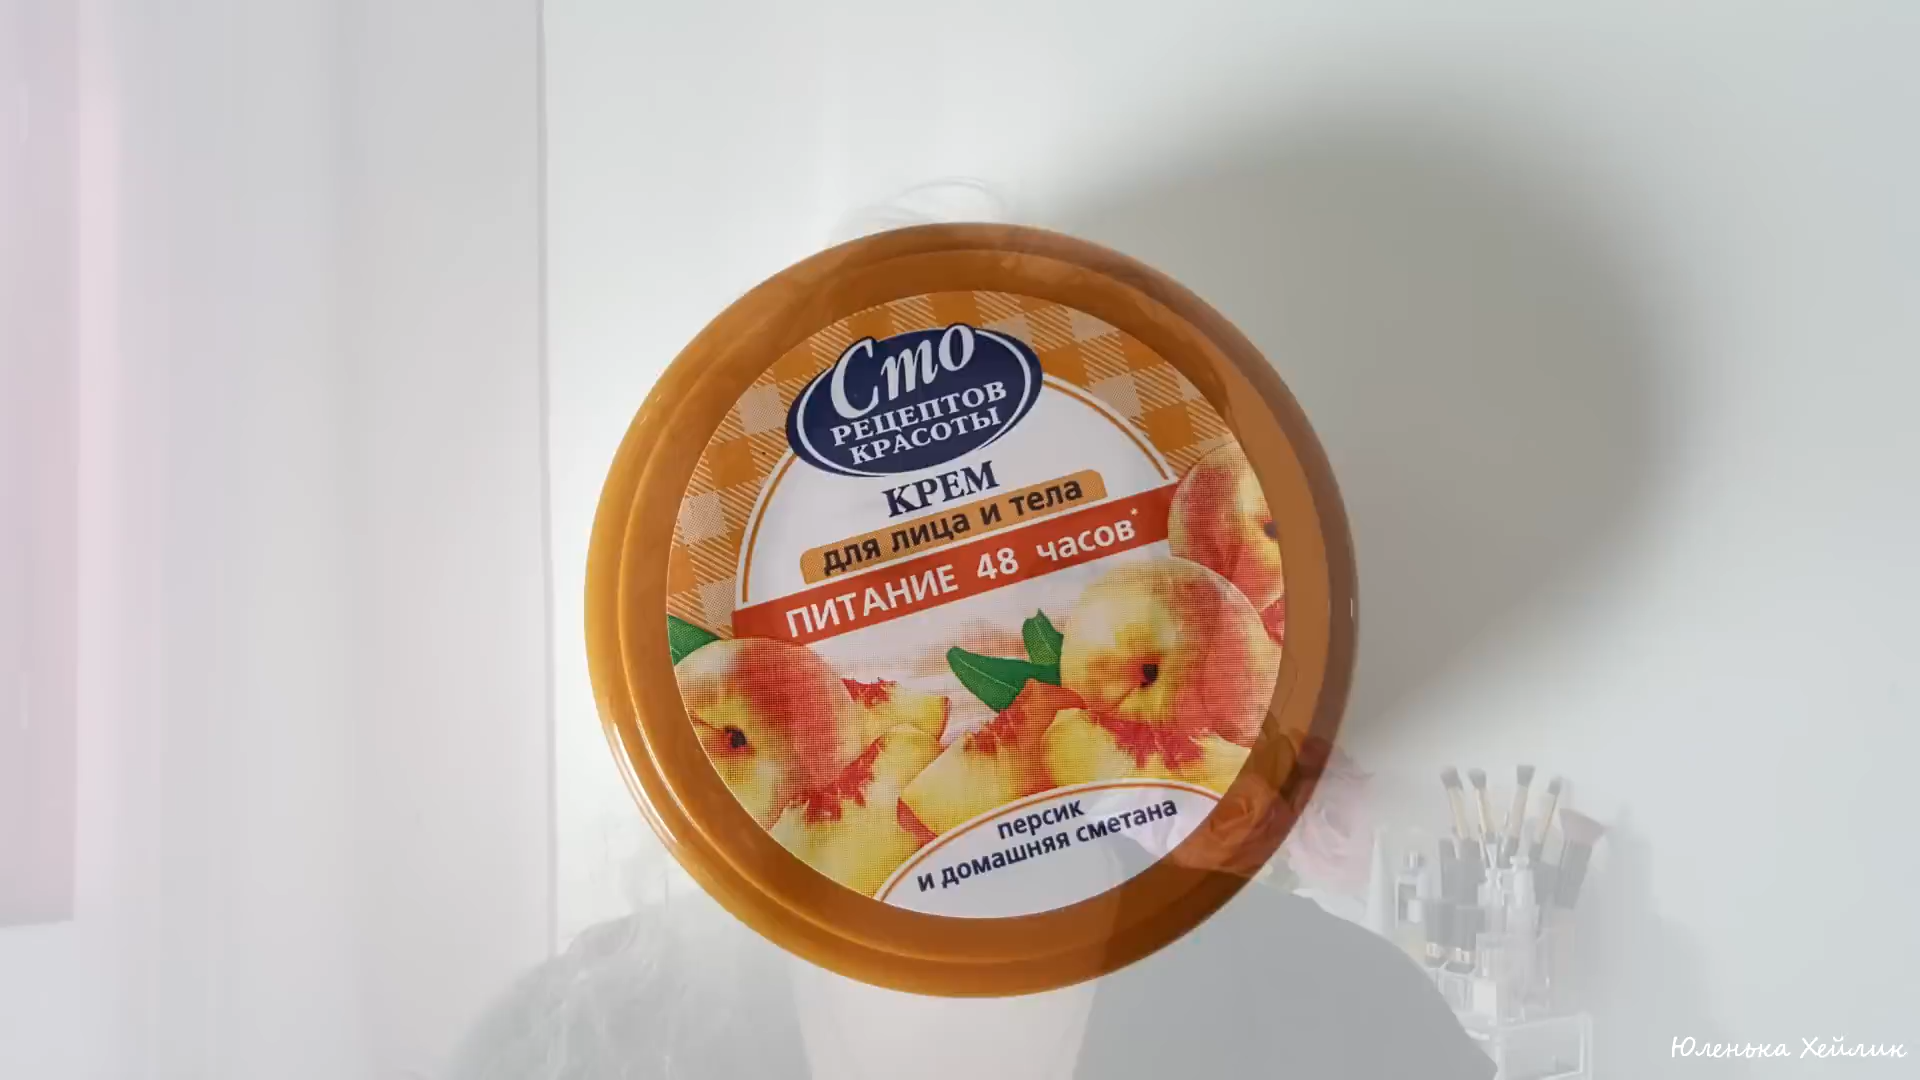 Сто
РЕЦЕПТОВ
КРАСОТЫ
КРЕМ
для лица и тела
ПИТАНИЕ 48 часов*
персик
и домашняя сметана
Юленька Хейлик